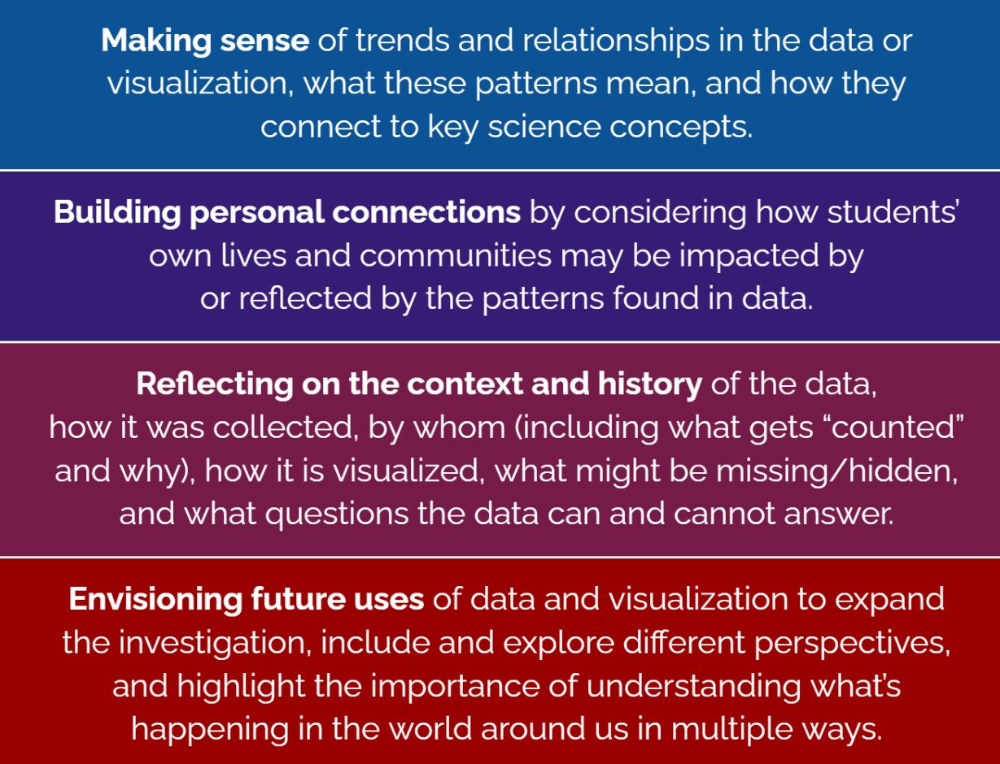 Making sense of trends and relationships in the data or
visualization, what these patterns mean, and how they
connect to key science concepts.
Building personal connections by considering how students’
own lives and communities may be impacted by
or reflected by the patterns found in data.
Reflecting on the context and history of the data,
how it was collected, by whom (including what gets “counted”
and why), how it is visualized, what might be missing/hidden,
and what questions the data can and cannot answer.
Envisioning future uses of data and visualization to expand
the investigation, include and explore different perspectives,
and highlight the importance of understanding what’s
happening in the world around us in multiple ways.